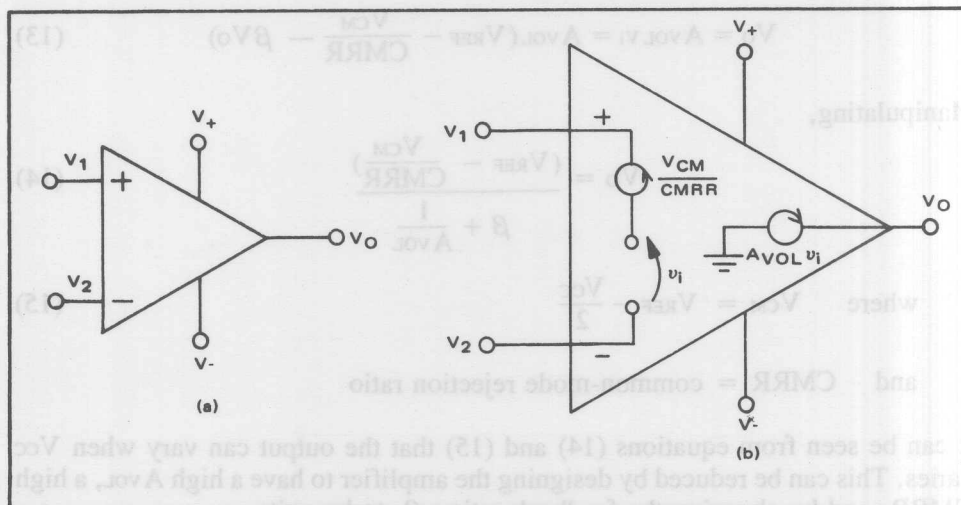 Vo = AVOL vi = AVOL (VREF − VCM/CMRR − βVo) (13)
Manipulating,
Vo = (VREF − VCM/CMRR) / (β + 1/AVOL) (14)
where VCM = VREF − VCC/2 (15)
and CMRR = common-mode rejection ratio
can be seen from equations (14) and (15) that the output can vary when Vcc
varies. This can be reduced by designing the amplifier to have a high AVOL, a high
V+
V1
+
V2
−
VO
V-
(a)
V+
V1
+
VCM
CMRR
vi
AVOL vi
VO
V2
−
V-
(b)